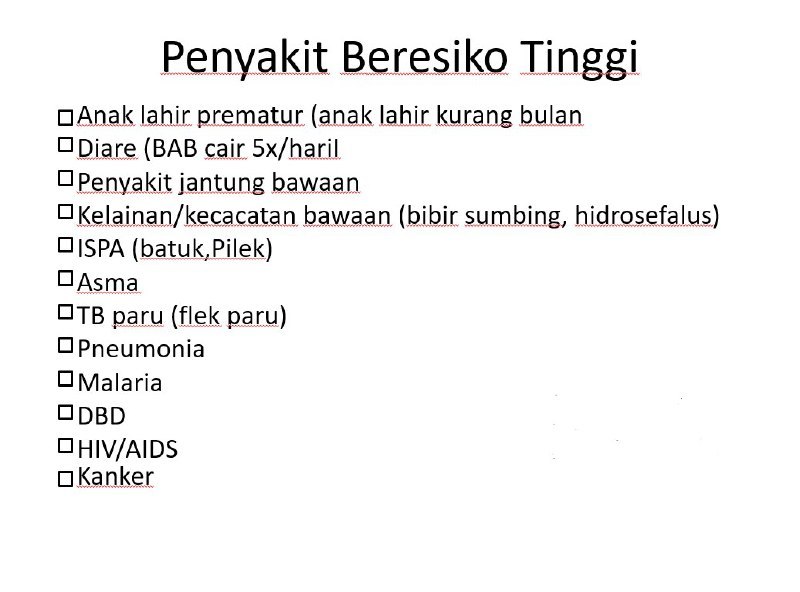 Penyakit Beresiko Tinggi
□Anak lahir prematur (anak lahir kurang bulan
□Diare (BAB cair 5x/haril
□Penyakit jantung bawaan
□Kelainan/kecacatan bawaan (bibir sumbing, hidrosefalus)
□ISPA (batuk,Pilek)
□Asma
□TB paru (flek paru)
□Pneumonia
□Malaria
□DBD
□HIV/AIDS
□Kanker